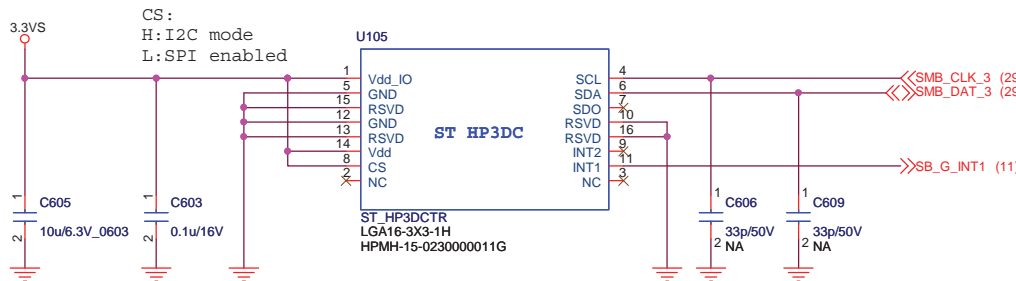 CS:
H:I2C mode
L:SPI enabled
3.3VS
U105
1 Vdd_IO SCL 4 SMB_CLK_3 (29
5 GND SDA 6 SMB_DAT_3 (29
15 RSVD SDO 7
12 GND RSVD 10
13 RSVD RSVD 16
14 Vdd INT2 9
8 CS INT1 11 SB_G_INT1 (11)
2 NC NC 3
ST HP3DC
ST_HP3DCTR
LGA16-3X3-1H
HPMH-15-0230000011G
1 C605
2 10u/6.3V_0603
1 C603
2 0.1u/16V
1 C606
33p/50V
2 NA
1 C609
33p/50V
2 NA